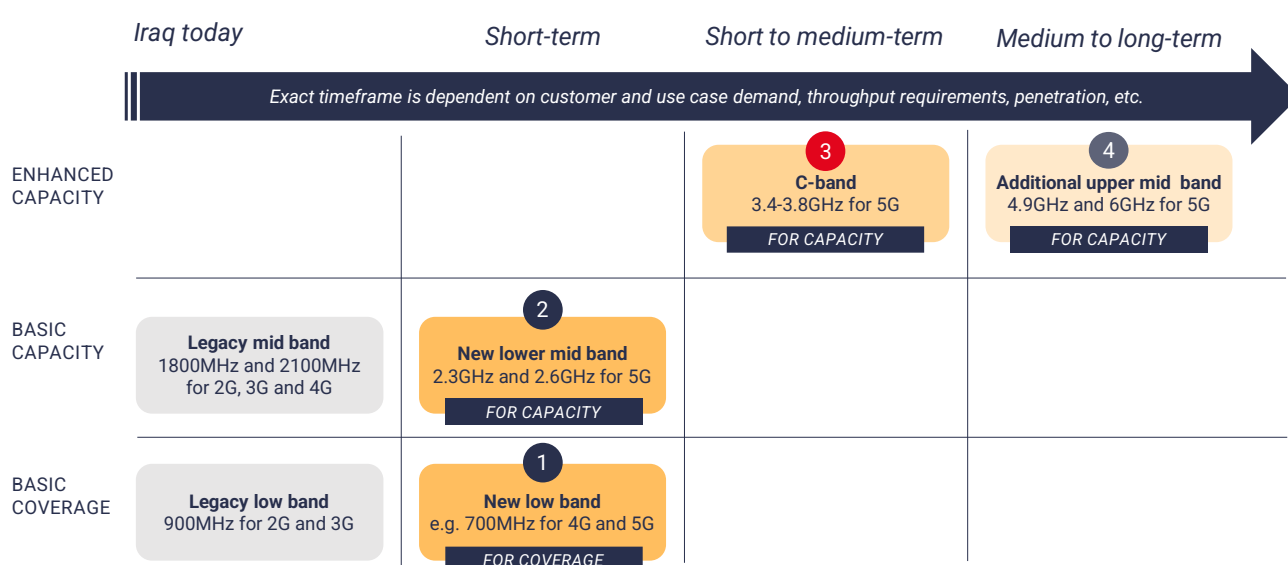 Iraq today
Short-term
Short to medium-term
Medium to long-term
Exact timeframe is dependent on customer and use case demand, throughput requirements, penetration, etc.
ENHANCED
CAPACITY
3
C-band
3.4-3.8GHz for 5G
FOR CAPACITY
4
Additional upper mid band
4.9GHz and 6GHz for 5G
FOR CAPACITY
BASIC
CAPACITY
Legacy mid band
1800MHz and 2100MHz
for 2G, 3G and 4G
2
New lower mid band
2.3GHz and 2.6GHz for 5G
FOR CAPACITY
BASIC
COVERAGE
Legacy low band
900MHz for 2G and 3G
1
New low band
e.g. 700MHz for 4G and 5G
FOR COVERAGE